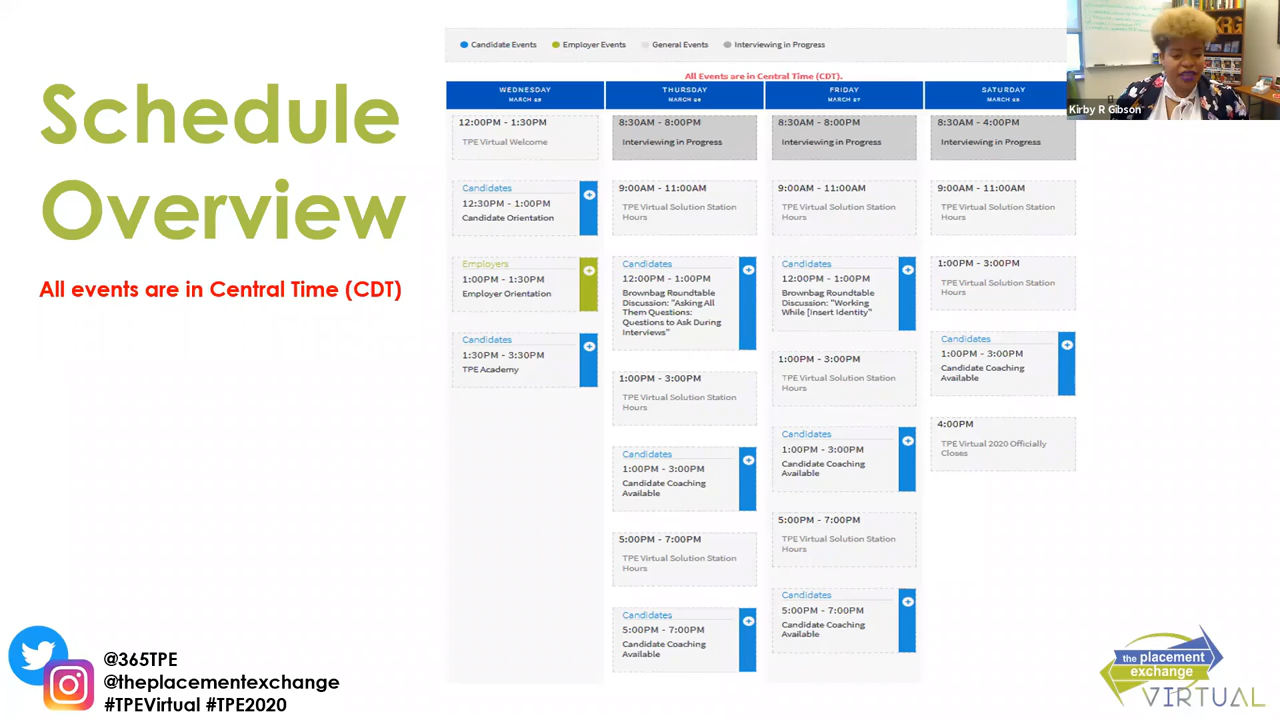 Schedule
Overview
All events are in Central Time (CDT)
Candidate Events
Employer Events
General Events
Interviewing in Progress
All Events are in Central Time (CDT).
WEDNESDAY
12:00PM - 1:30PM
TPE Virtual Welcome
Candidates
12:30PM - 1:00PM
Candidate Orientation
Employers
1:00PM - 1:30PM
Employer Orientation
Candidates
1:30PM - 3:30PM
TPE Academy
THURSDAY
MARCH 26
8:30AM - 8:00PM
Interviewing in Progress
9:00AM - 11:00AM
TPE Virtual Solution Station
Hours
Candidates
12:00PM - 1:00PM
Brownbag Roundtable
Discussion: "Asking All
Them Questions:
Questions to Ask During
Interviews"
1:00PM - 3:00PM
TPE Virtual Solution Station
Hours
Candidates
1:00PM - 3:00PM
Candidate Coaching
Available
5:00PM - 7:00PM
TPE Virtual Solution Station
Hours
Candidates
5:00PM - 7:00PM
Candidate Coaching
Available
FRIDAY
MARCH 27
8:30AM - 8:00PM
Interviewing in Progress
9:00AM - 11:00AM
TPE Virtual Solution Station
Hours
Candidates
12:00PM - 1:00PM
Brownbag Roundtable
Discussion: "Working
While [Insert Identity"
1:00PM - 3:00PM
TPE Virtual Solution Station
Hours
Candidates
1:00PM - 3:00PM
Candidate Coaching
Available
5:00PM - 7:00PM
TPE Virtual Solution Station
Hours
Candidates
5:00PM - 7:00PM
Candidate Coaching
Available
SATURDAY
8:30AM - 4:00PM
Interviewing in Progress
9:00AM - 11:00AM
TPE Virtual Solution Station
Hours
1:00PM - 3:00PM
TPE Virtual Solution Station
Hours
Candidates
1:00PM - 3:00PM
Candidate Coaching
Available
4:00PM
TPE Virtual 2020 Officially
Closes
KRG
Kirby R Gibson
@365TPE
@theplacementexchange
#TPEVirtual #TPE2020
the placement
exchange
VIRTUAL